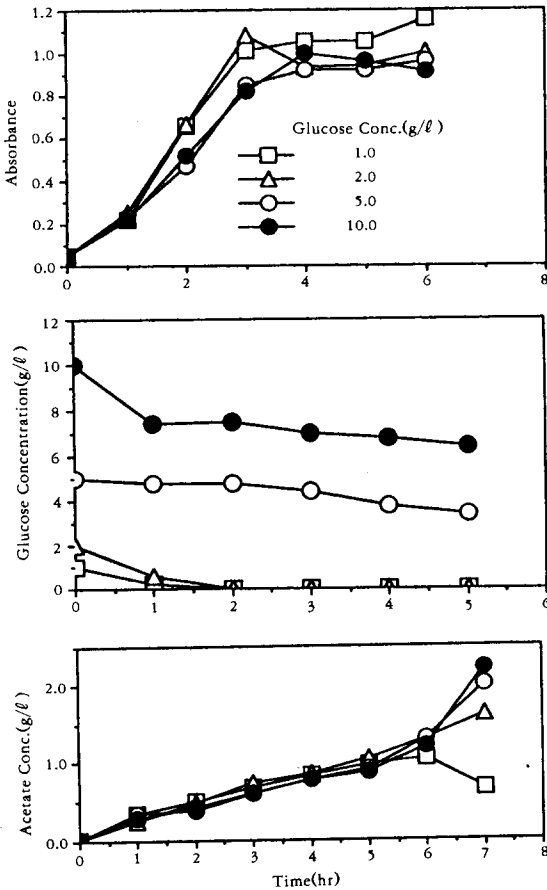 1.2
1.0
0.8
0.6
0.4
0.2
0.0
Absorbance
Glucose Conc.(g/ℓ)
1.0
2.0
5.0
10.0
0 2 4 6 8
12
10
8
6
4
2
0
Glucose Concentration(g/ℓ)
0 1 2 3 4 5 6
2.0
1.0
0.0
Acetate Conc.(g/ℓ)
0 1 2 3 4 5 6 7 8
Time(hr)